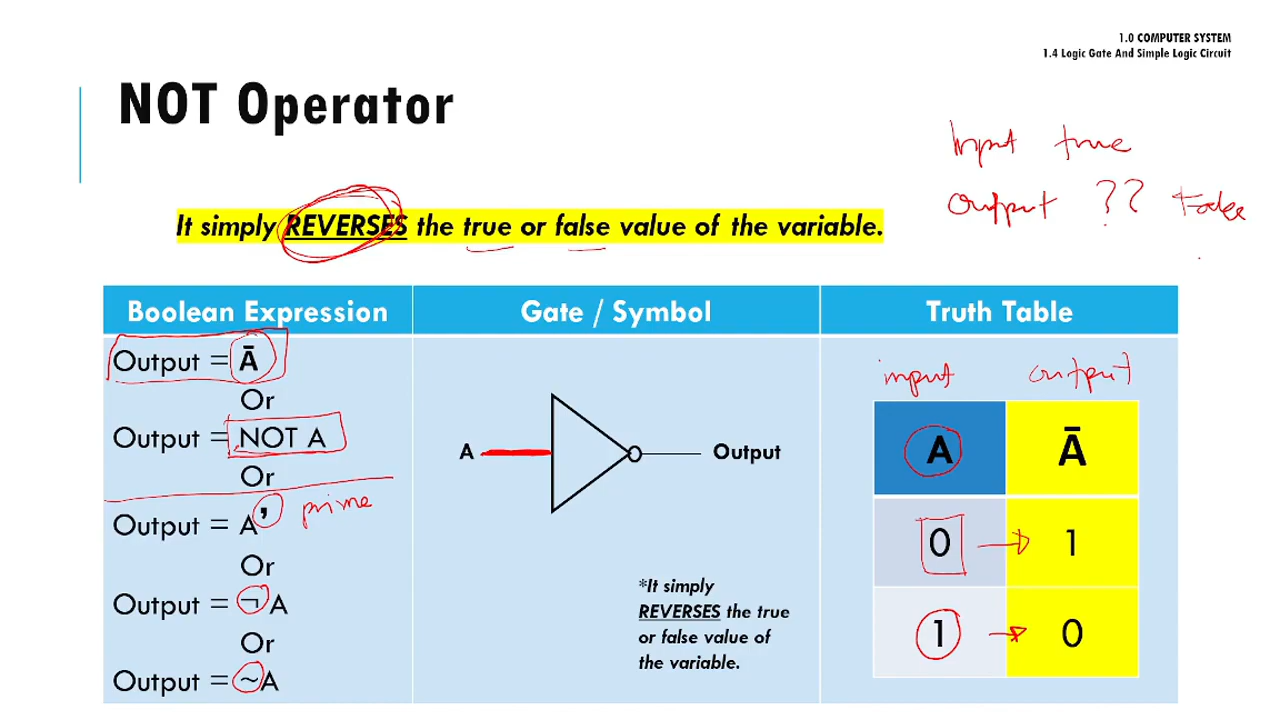 1.0 COMPUTER SYSTEM
1.4 Logic Gate And Simple Logic Circuit
NOT Operator
Input true
Output ?? False
It simply REVERSES the true or false value of the variable.
Boolean Expression
Output = Ā
Or
Output = NOT A
Or
Output = A’ prime
Or
Output = ¬A
Or
Output = ~A
Gate / Symbol
A Output
*It simply
REVERSES the true
or false value of
the variable.
Truth Table
input output
A Ā
0 1
1 0